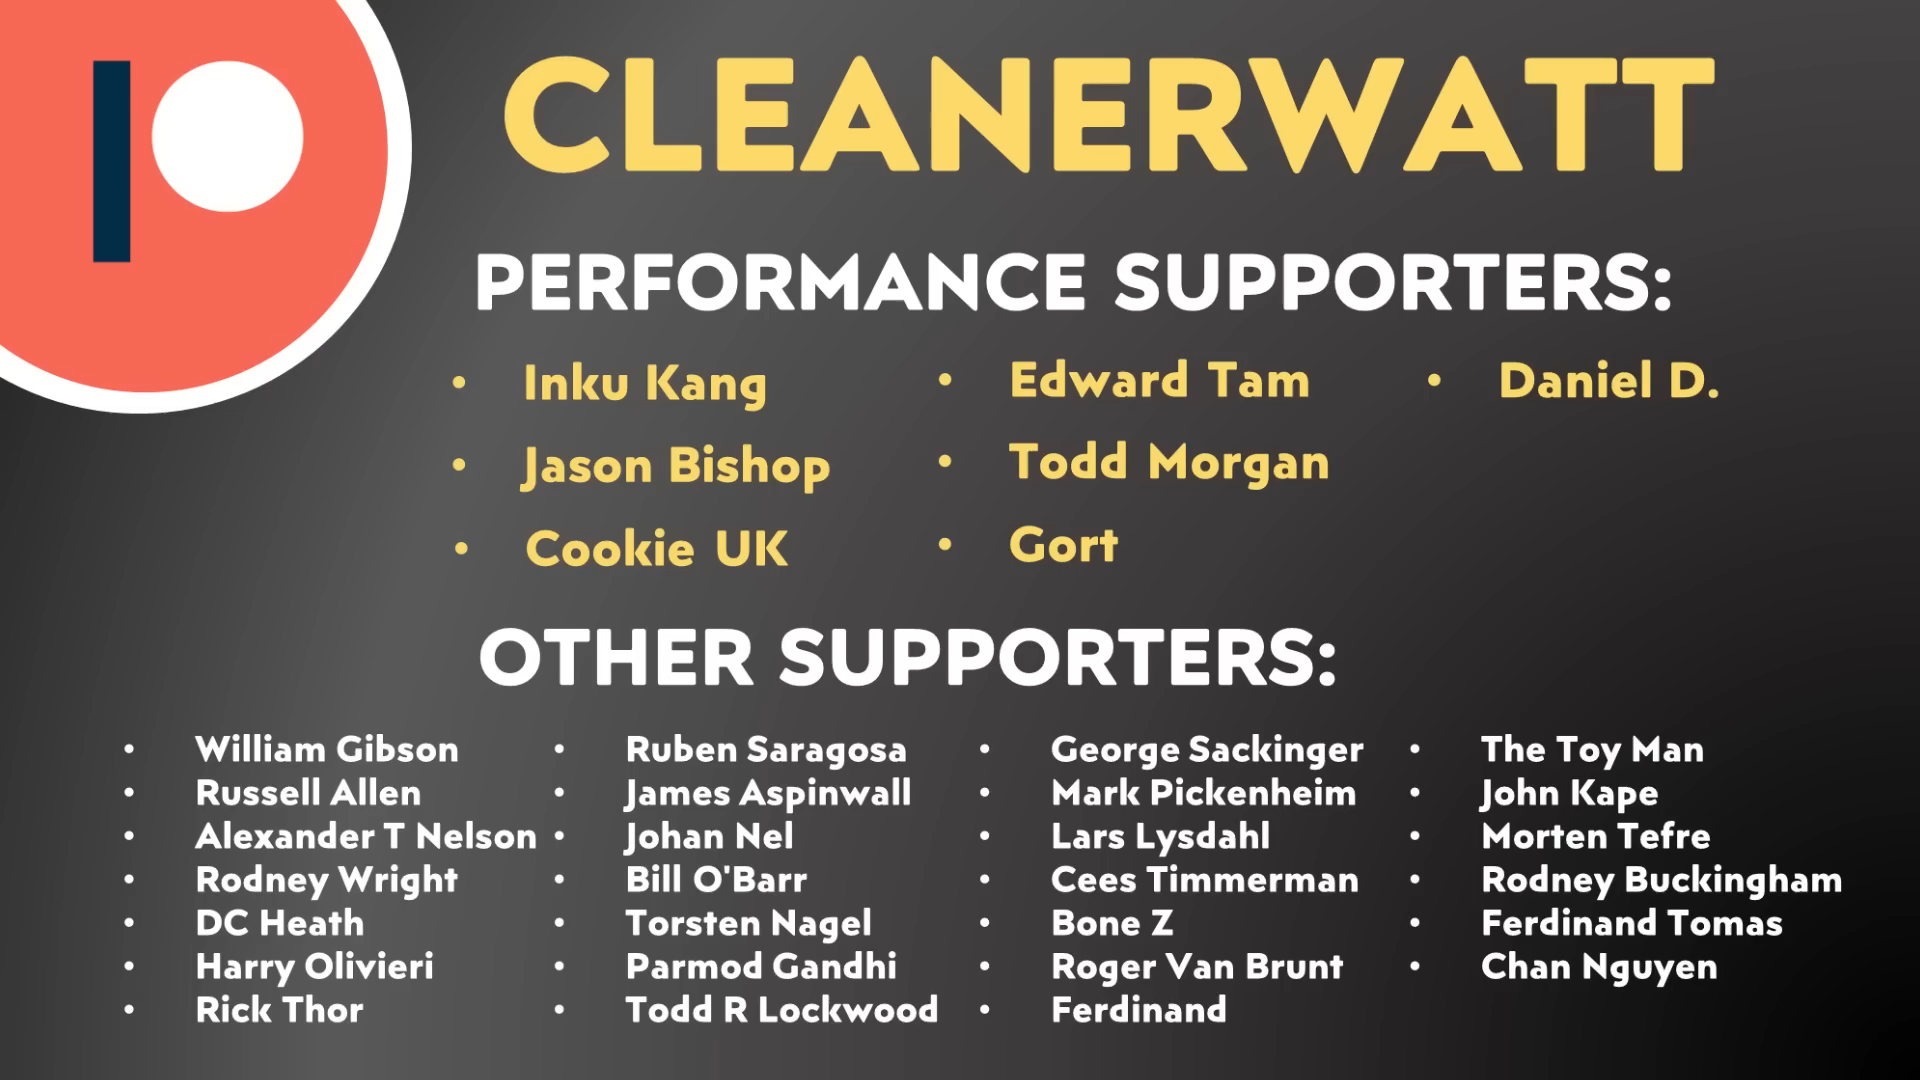 CLEANERWATT
PERFORMANCE SUPPORTERS:
• Inku Kang
• Jason Bishop
• Cookie UK
• Edward Tam
• Todd Morgan
• Gort
• Daniel D.
OTHER SUPPORTERS:
• William Gibson
• Russell Allen
• Alexander T Nelson
• Rodney Wright
• DC Heath
• Harry Olivieri
• Rick Thor
• Ruben Saragosa
• James Aspinwall
• Johan Nel
• Bill O'Barr
• Torsten Nagel
• Parmod Gandhi
• Todd R Lockwood
• George Sackinger
• Mark Pickenheim
• Lars Lysdahl
• Cees Timmerman
• Bone Z
• Roger Van Brunt
• Ferdinand
• The Toy Man
• John Kape
• Morten Tefre
• Rodney Buckingham
• Ferdinand Tomas
• Chan Nguyen